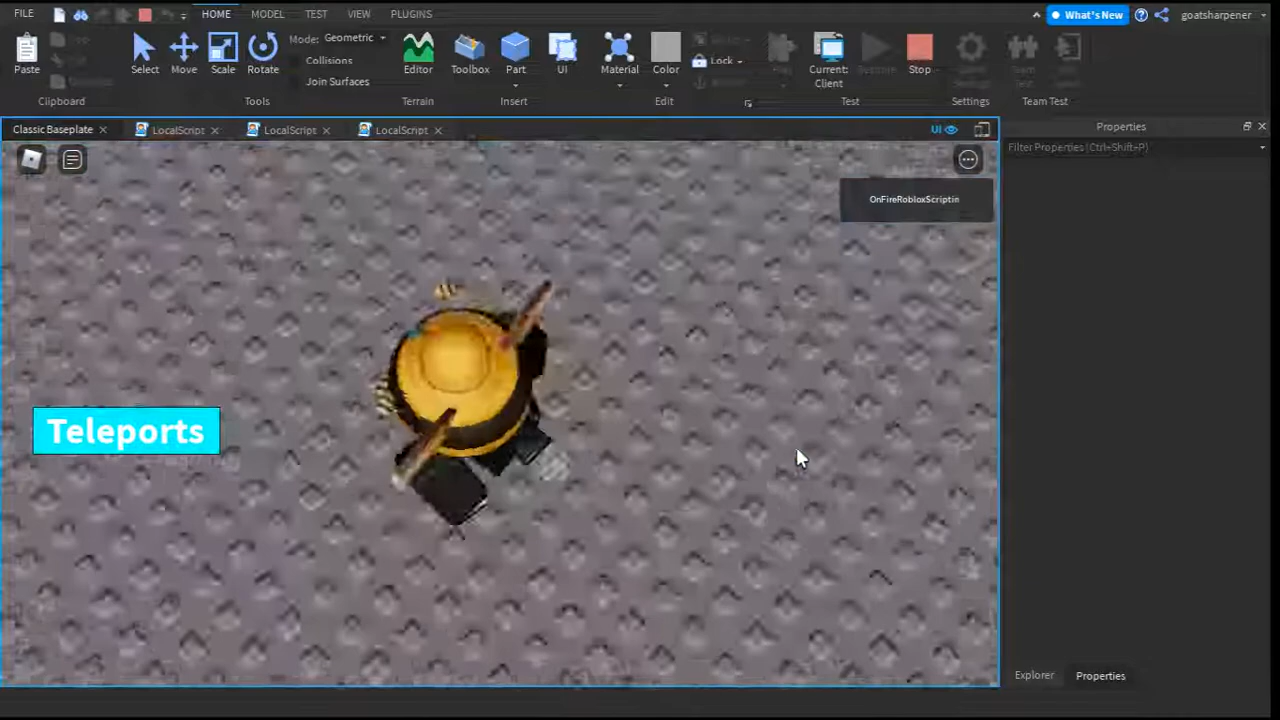 FILE HOME MODEL TEST VIEW PLUGINS What's New goatsharpener
Paste Select Move Scale Rotate Mode: Geometric Collisions Join Surfaces Editor Toolbox Part UI Material Color Lock Current: Client Stop
Clipboard Tools Terrain Insert Edit Test Settings Team Test
Classic Baseplate LocalScript LocalScript LocalScript UI Properties
Filter Properties (Ctrl+Shift+P)
OnFireRobloxScriptin
Teleports
Explorer Properties